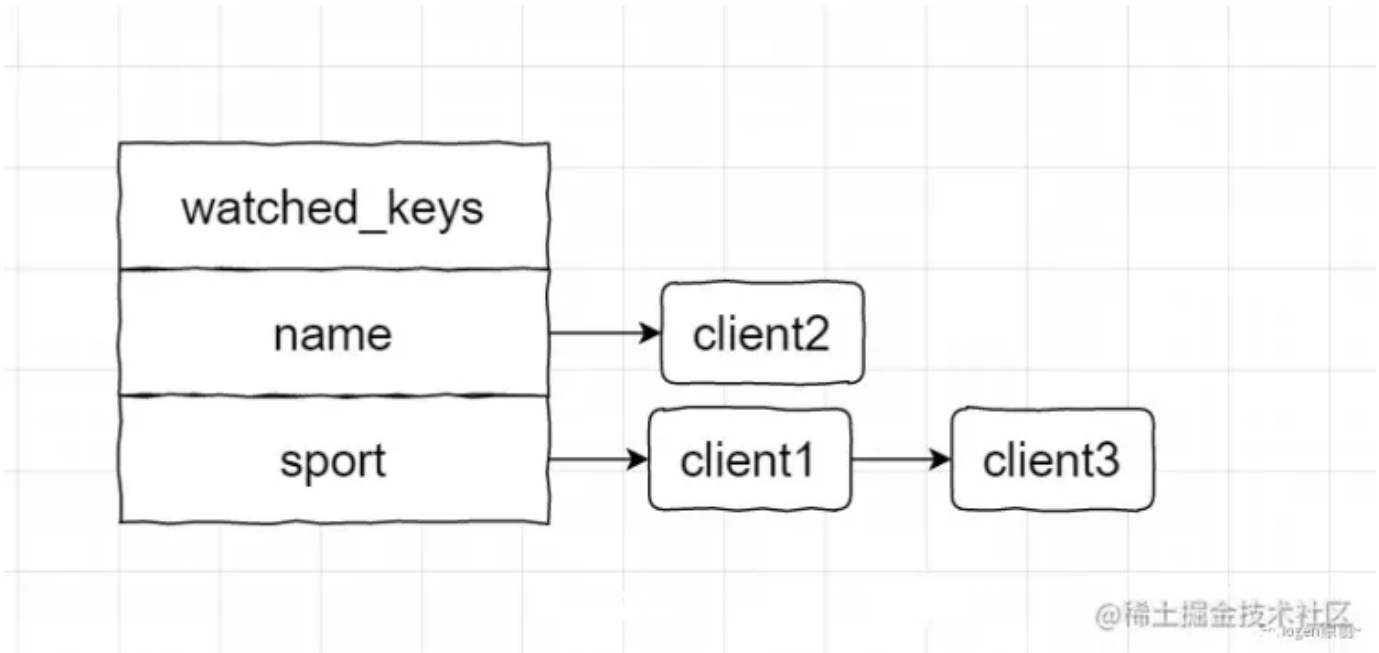 watched_keys
name
client2
sport
client1
client3
@稀土掘金技术社区